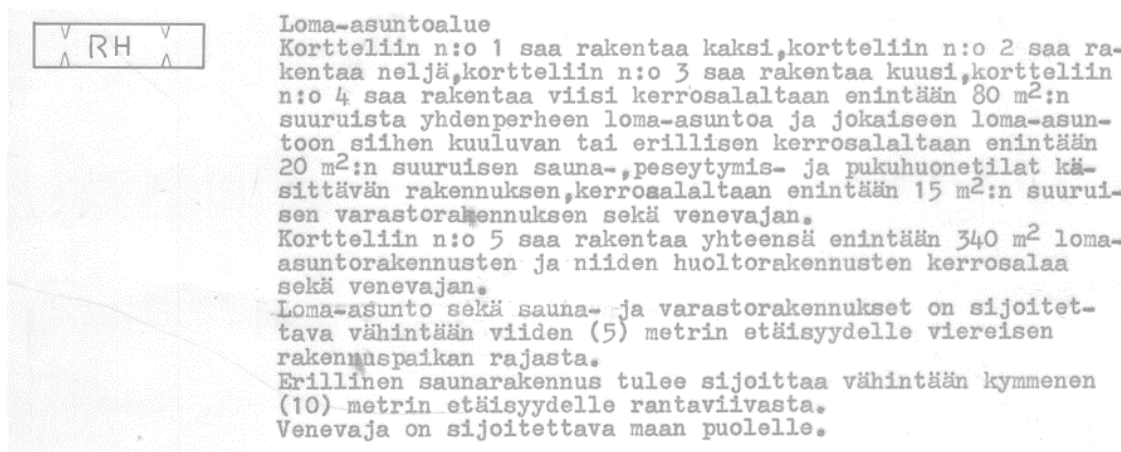 RH
Loma-asuntoalue
Kortteliin n:o 1 saa rakentaa kaksi,kortteliin n:o 2 saa ra-
kentaa neljä,kortteliin n:o 3 saa rakentaa kuusi,kortteliin
n:o 4 saa rakentaa viisi kerrosalaltaan enintään 80 m²:n
suuruista yhdenperheen loma-asuntoa ja jokaiseen loma-asun-
toon siihen kuuluvan tai erillisen kerrosalaltaan enintään
20 m²:n suuruisen sauna-,peseytymis- ja pukuhuonetilat kä-
sittävän rakennuksen,kerrosalaltaan enintään 15 m²:n suurui-
sen varastorakennuksen sekä venevajan.
Kortteliin n:o 5 saa rakentaa yhteensä enintään 340 m² loma-
asuntorakennusten ja niiden huoltorakennusten kerrosalaa
sekä venevajan.
Loma-asunto sekä sauna- ja varastorakennukset on sijoitet-
tava vähintään viiden (5) metrin etäisyydelle viereisen
rakennuspaikan rajasta.
Erillinen saunarakennus tulee sijoittaa vähintään kymmenen
(10) metrin etäisyydelle rantaviivasta.
Venevaja on sijoitettava maan puolelle.